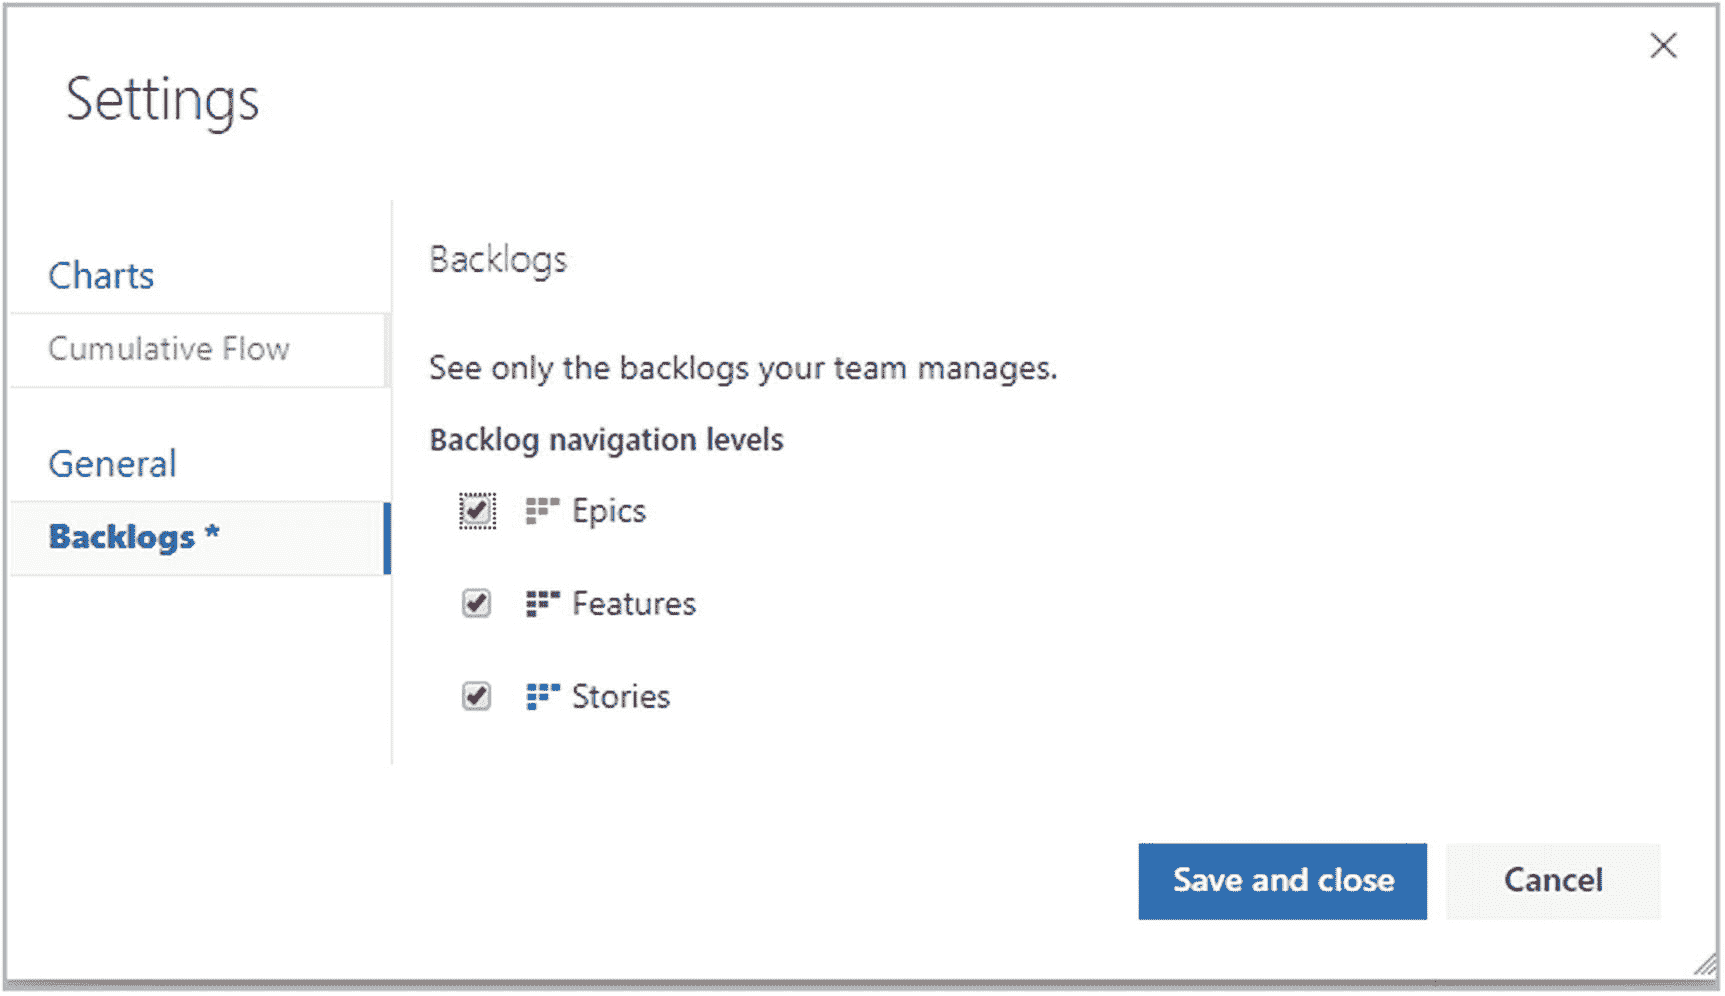 Settings
Charts
Cumulative Flow
General
Backlogs *
Backlogs
See only the backlogs your team manages.
Backlog navigation levels
Epics
Features
Stories
Save and close
Cancel